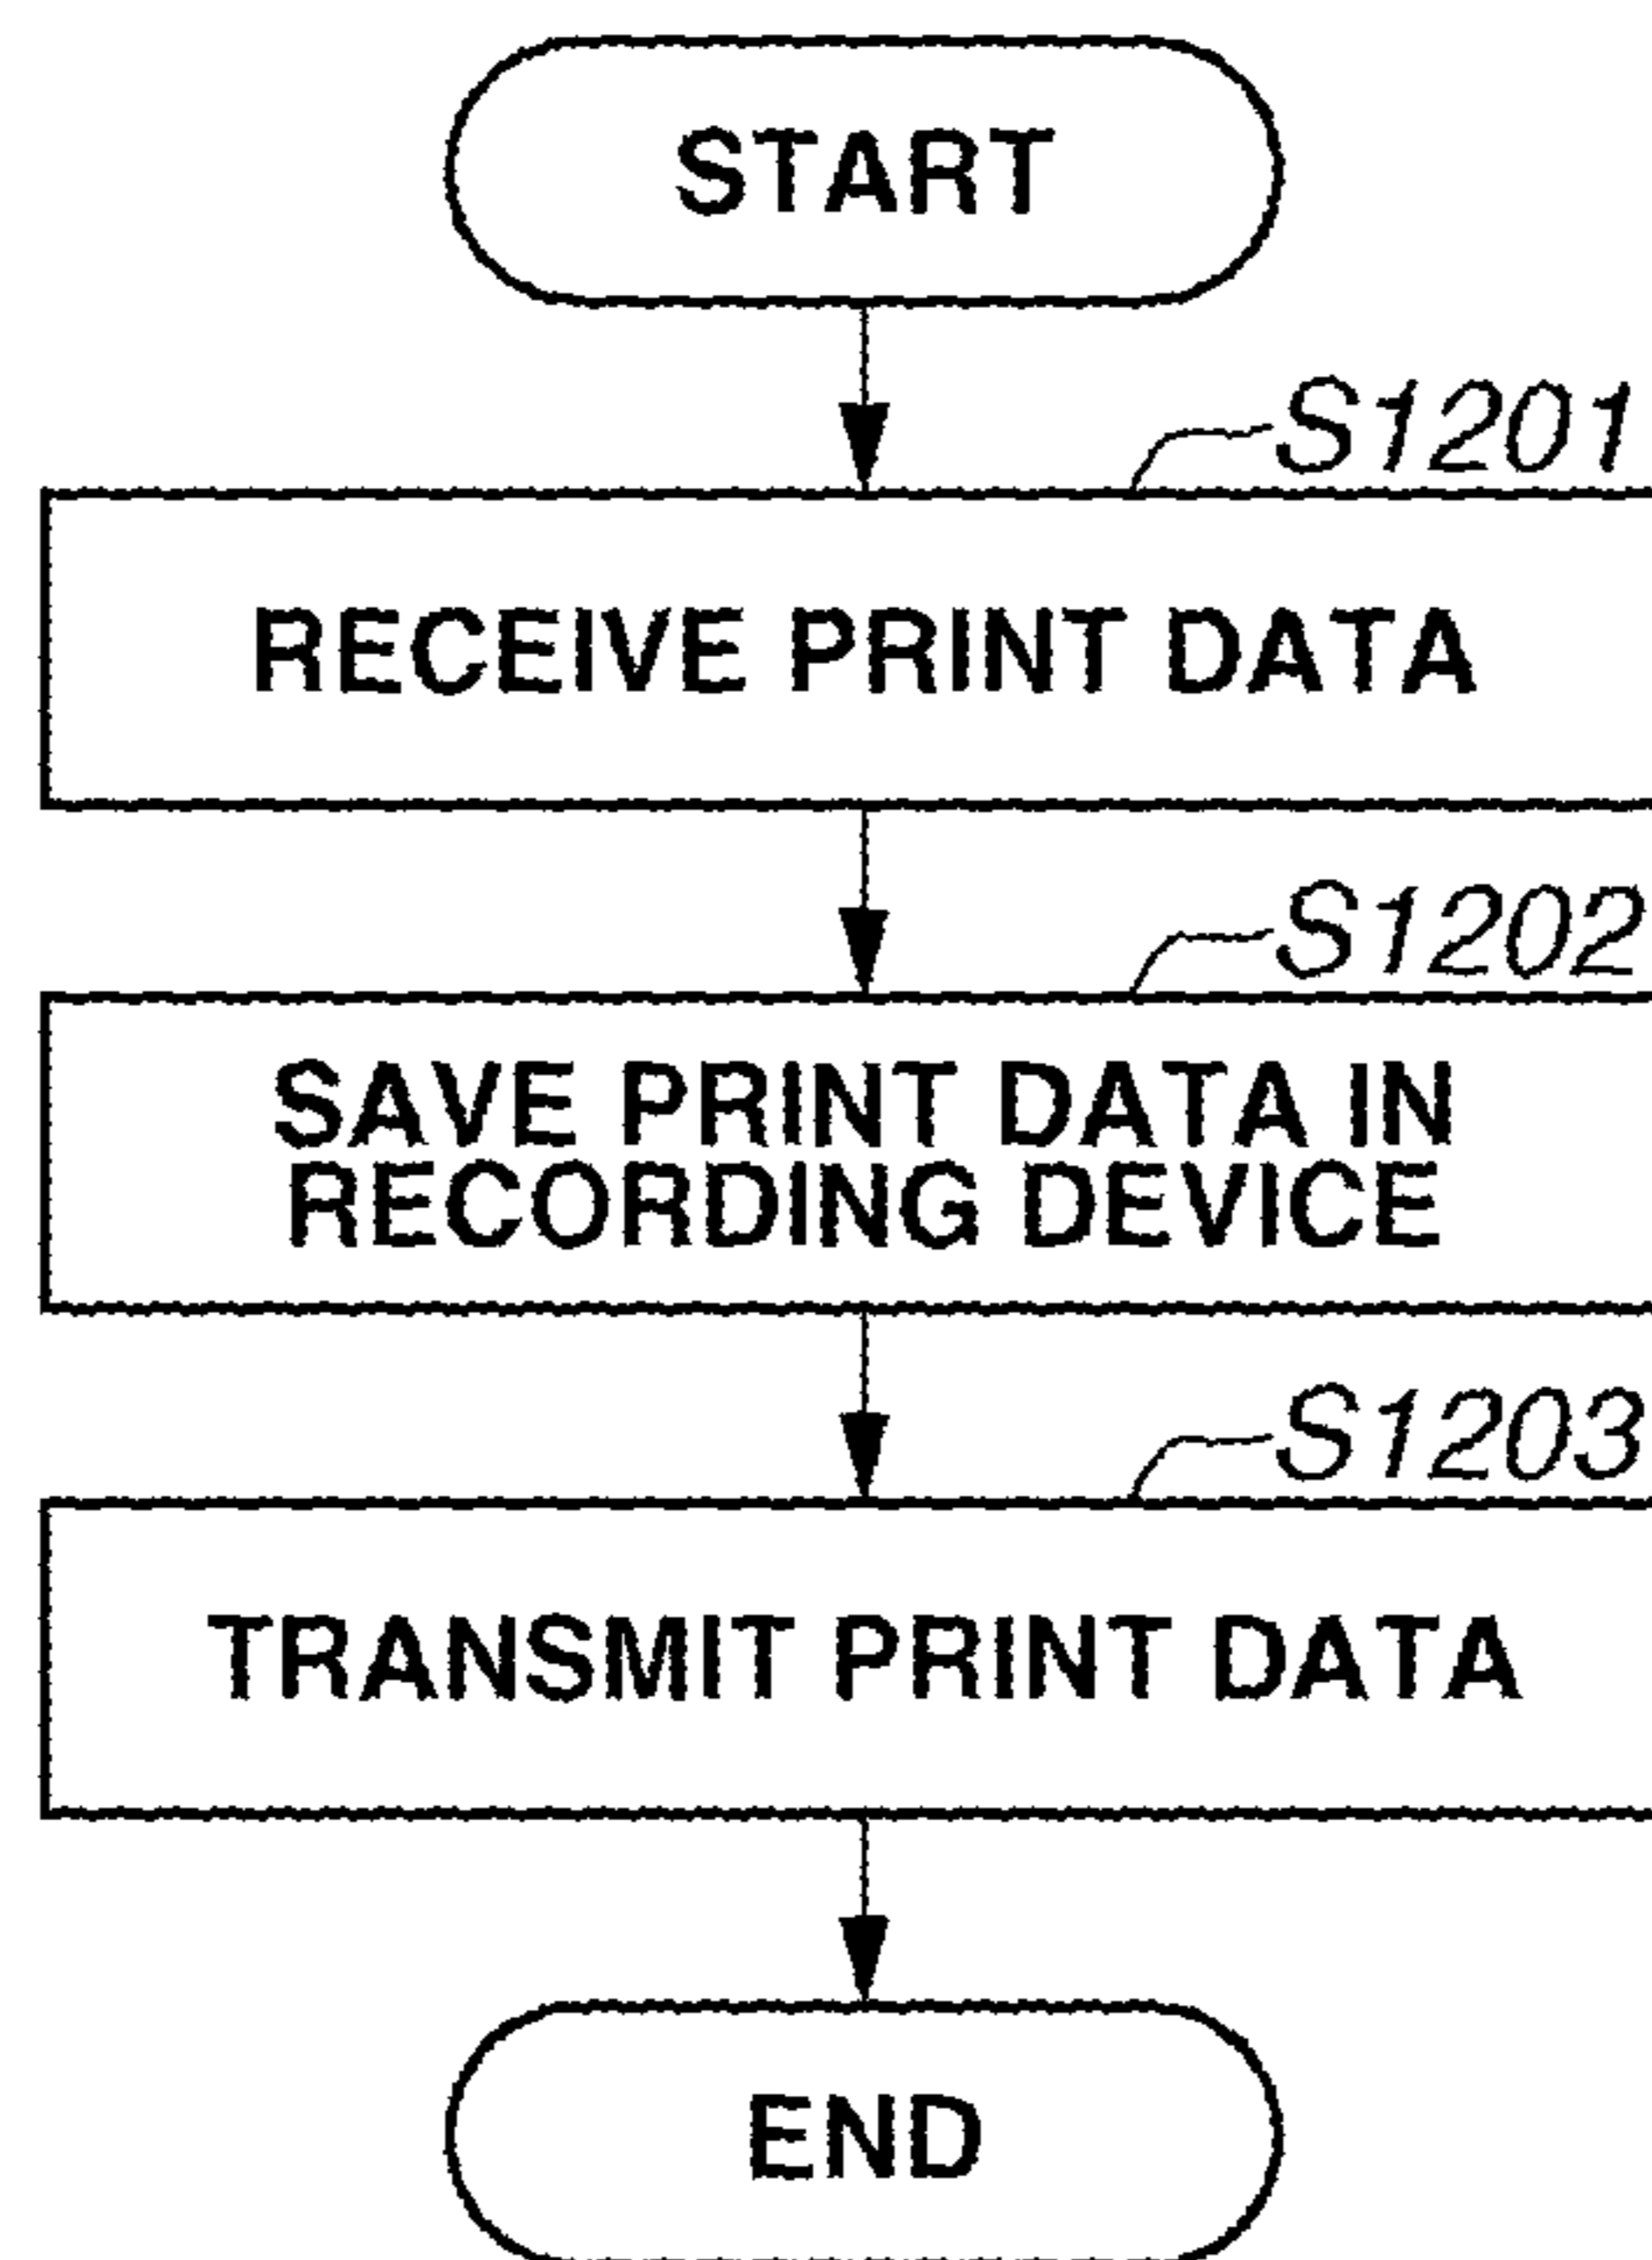 START
S1201
RECEIVE PRINT DATA
S1202
SAVE PRINT DATA IN
RECORDING DEVICE
S1203
TRANSMIT PRINT DATA
END